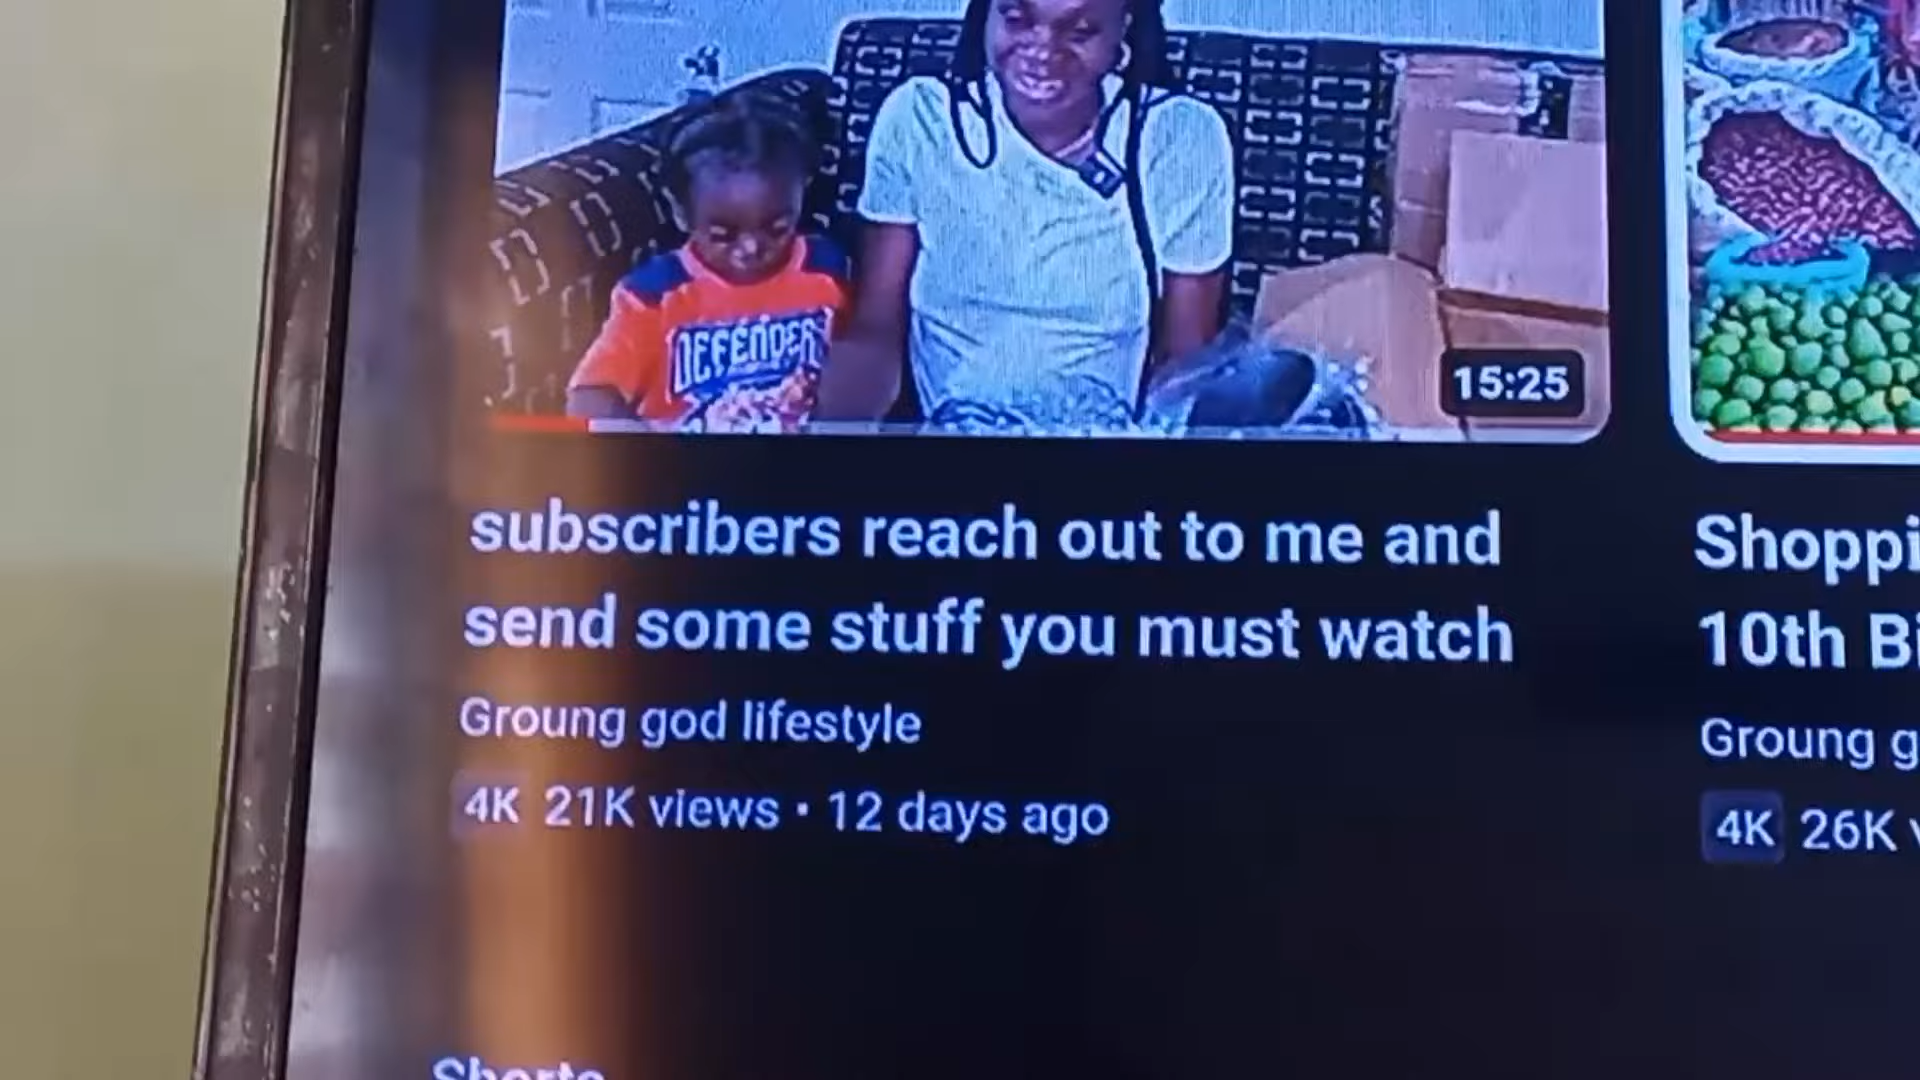 DEFENDER
15:25
subscribers reach out to me and
send some stuff you must watch
Groung god lifestyle
4K 21K views • 12 days ago
Shoppi
10th Bi
Groung g
4K 26K v
Shorts